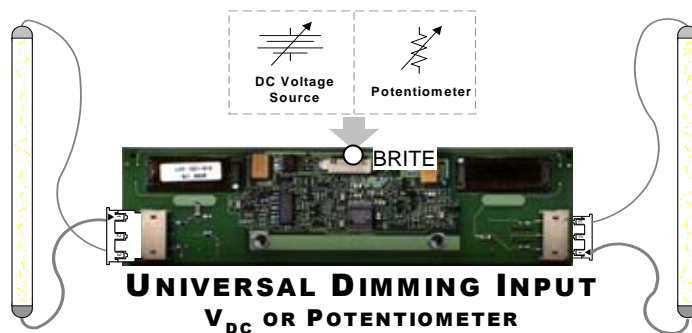 DC Voltage
Source
Potentiometer
BRITE
UNIVERSAL DIMMING INPUT
VDC OR POTENTIOMETER